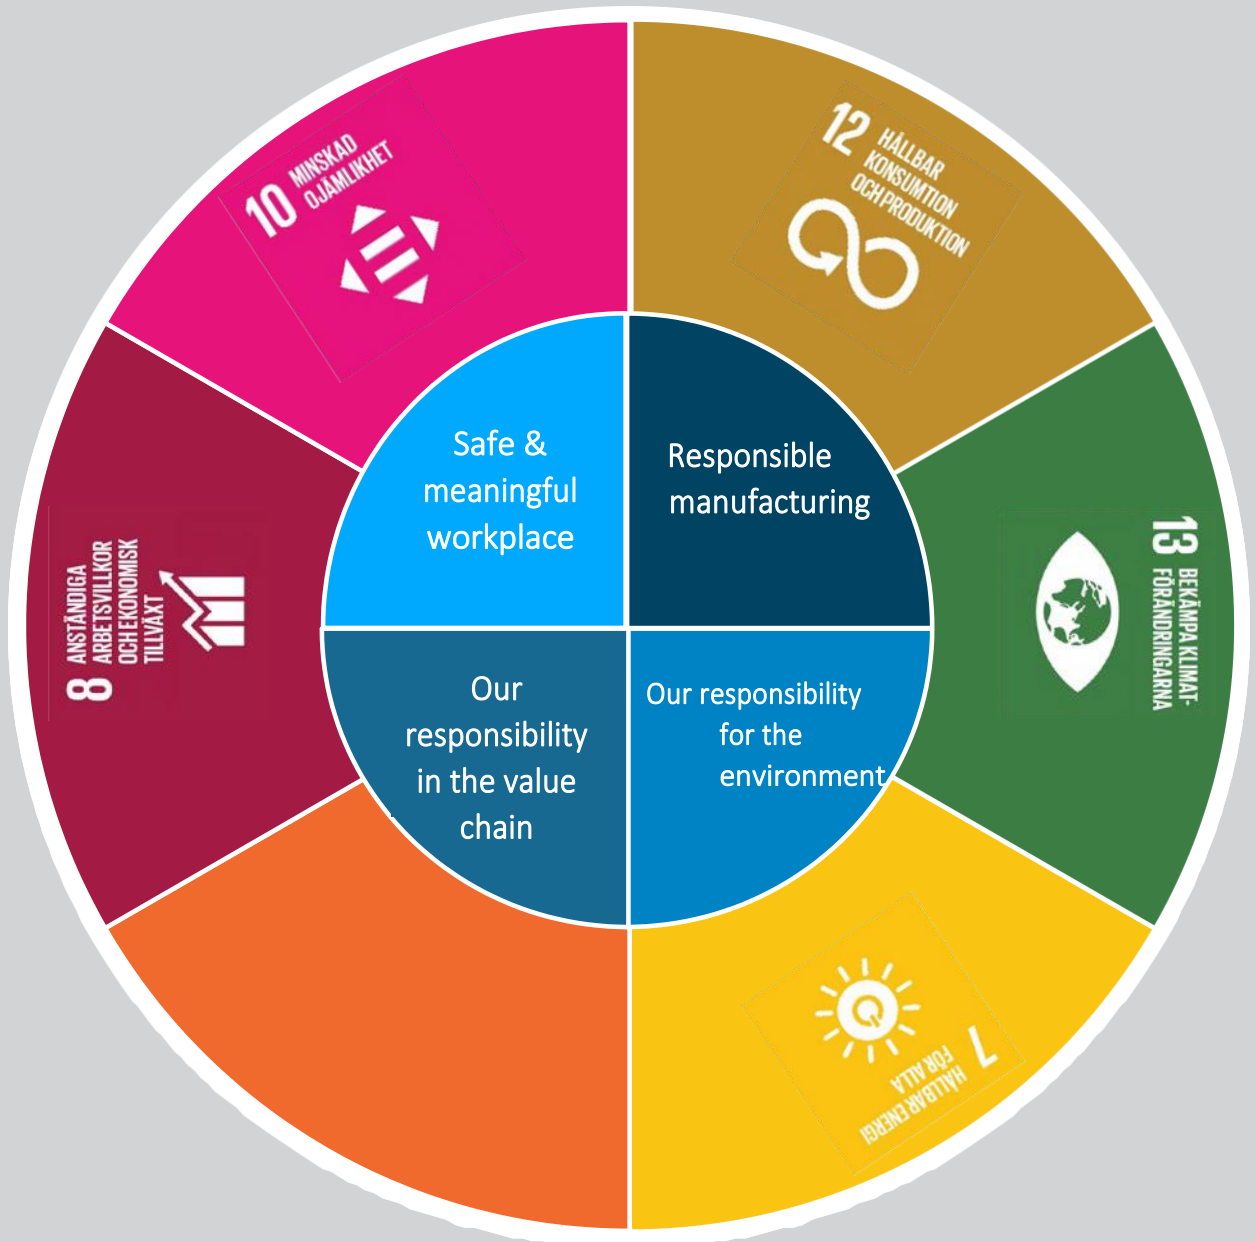 10 MINSKAD
OJÄMLIKHET
12 HÅLLBAR
KONSUMTION
OCH PRODUKTION
Safe &
meaningful
workplace
Responsible
manufacturing
8 ANSTÄNDIGA
ARBETSVILLKOR
OCH EKONOMISK
TILLVÄXT
13 BEKÄMPA KLIMAT-
FÖRÄNDRINGARNA
Our
responsibility
in the value
chain
Our responsibility
for the
environment
7 HÅLLBAR ENERGI
FÖR ALLA